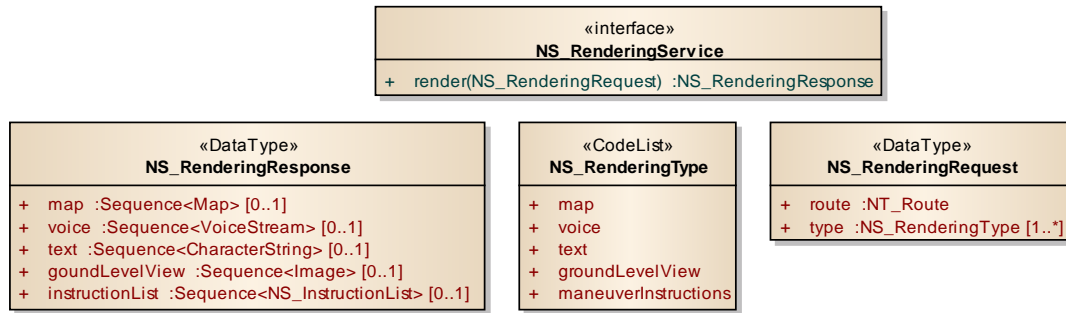 «interface»
NS_RenderingService
+ render(NS_RenderingRequest) :NS_RenderingResponse
«DataType»
NS_RenderingResponse
+ map :Sequence<Map> [0..1]
+ voice :Sequence<VoiceStream> [0..1]
+ text :Sequence<CharacterString> [0..1]
+ goundLevelView :Sequence<Image> [0..1]
+ instructionList :Sequence<NS_InstructionList> [0..1]
«CodeList»
NS_RenderingType
+ map
+ voice
+ text
+ groundLevelView
+ maneuverInstructions
«DataType»
NS_RenderingRequest
+ route :NT_Route
+ type :NS_RenderingType [1..*]